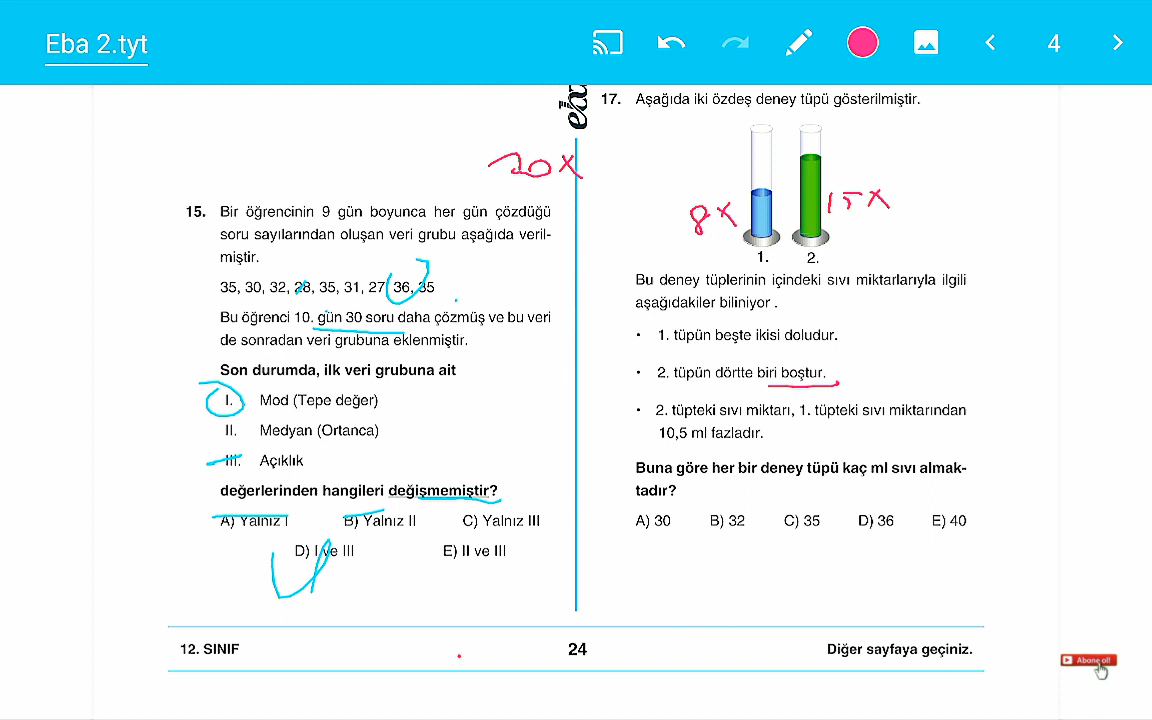 Eba 2.tyt
4
eba
20x
15. Bir öğrencinin 9 gün boyunca her gün çözdüğü
soru sayılarından oluşan veri grubu aşağıda veril-
miştir.
35, 30, 32, 28, 35, 31, 27, 36, 35
Bu öğrenci 10. gün 30 soru daha çözmüş ve bu veri
de sonradan veri grubuna eklenmiştir.
Son durumda, ilk veri grubuna ait
I. Mod (Tepe değer)
II. Medyan (Ortanca)
III. Açıklık
değerlerinden hangileri değişmemiştir?
A) Yalnız I B) Yalnız II C) Yalnız III
D) I ve III E) II ve III
17. Aşağıda iki özdeş deney tüpü gösterilmiştir.
8x 15x
1. 2.
Bu deney tüplerinin içindeki sıvı miktarlarıyla ilgili
aşağıdakiler biliniyor .
• 1. tüpün beşte ikisi doludur.
• 2. tüpün dörtte biri boştur.
• 2. tüpteki sıvı miktarı, 1. tüpteki sıvı miktarından
10,5 ml fazladır.
Buna göre her bir deney tüpü kaç ml sıvı almak-
tadır?
A) 30 B) 32 C) 35 D) 36 E) 40
12. SINIF 24 Diğer sayfaya geçiniz.
Abone ol!